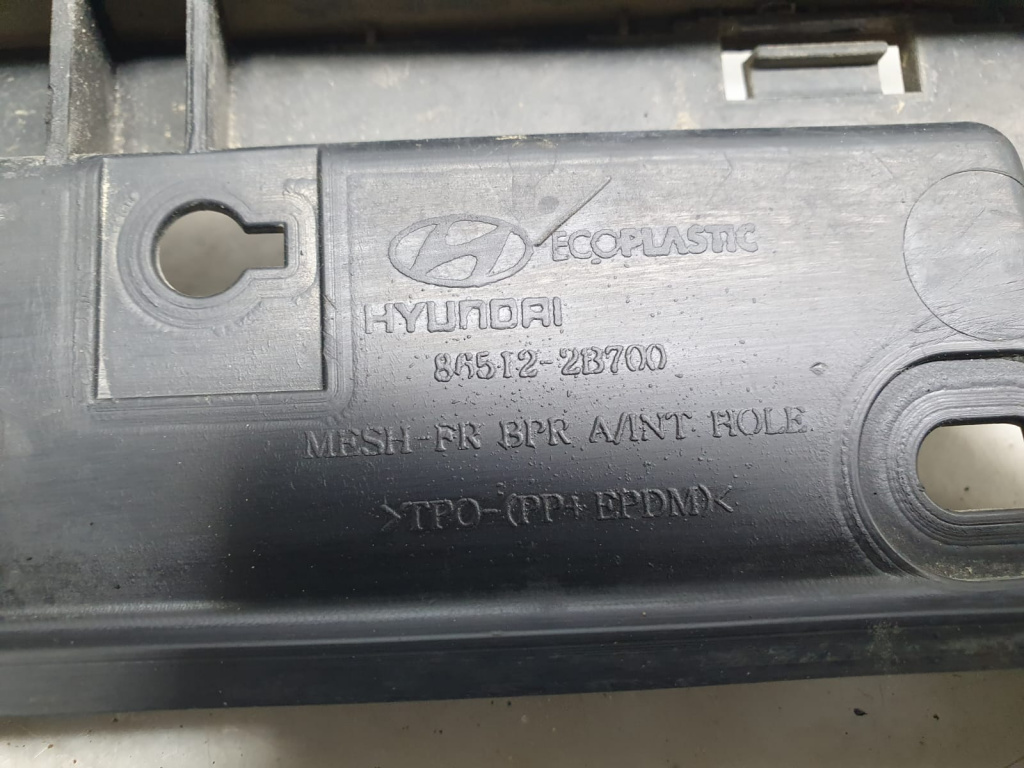 ECOPLASTIC
HYUNDAI
86512-2B700
MESH-FR BPR A/INT HOLE
>TPO-(PP+EPDM)<